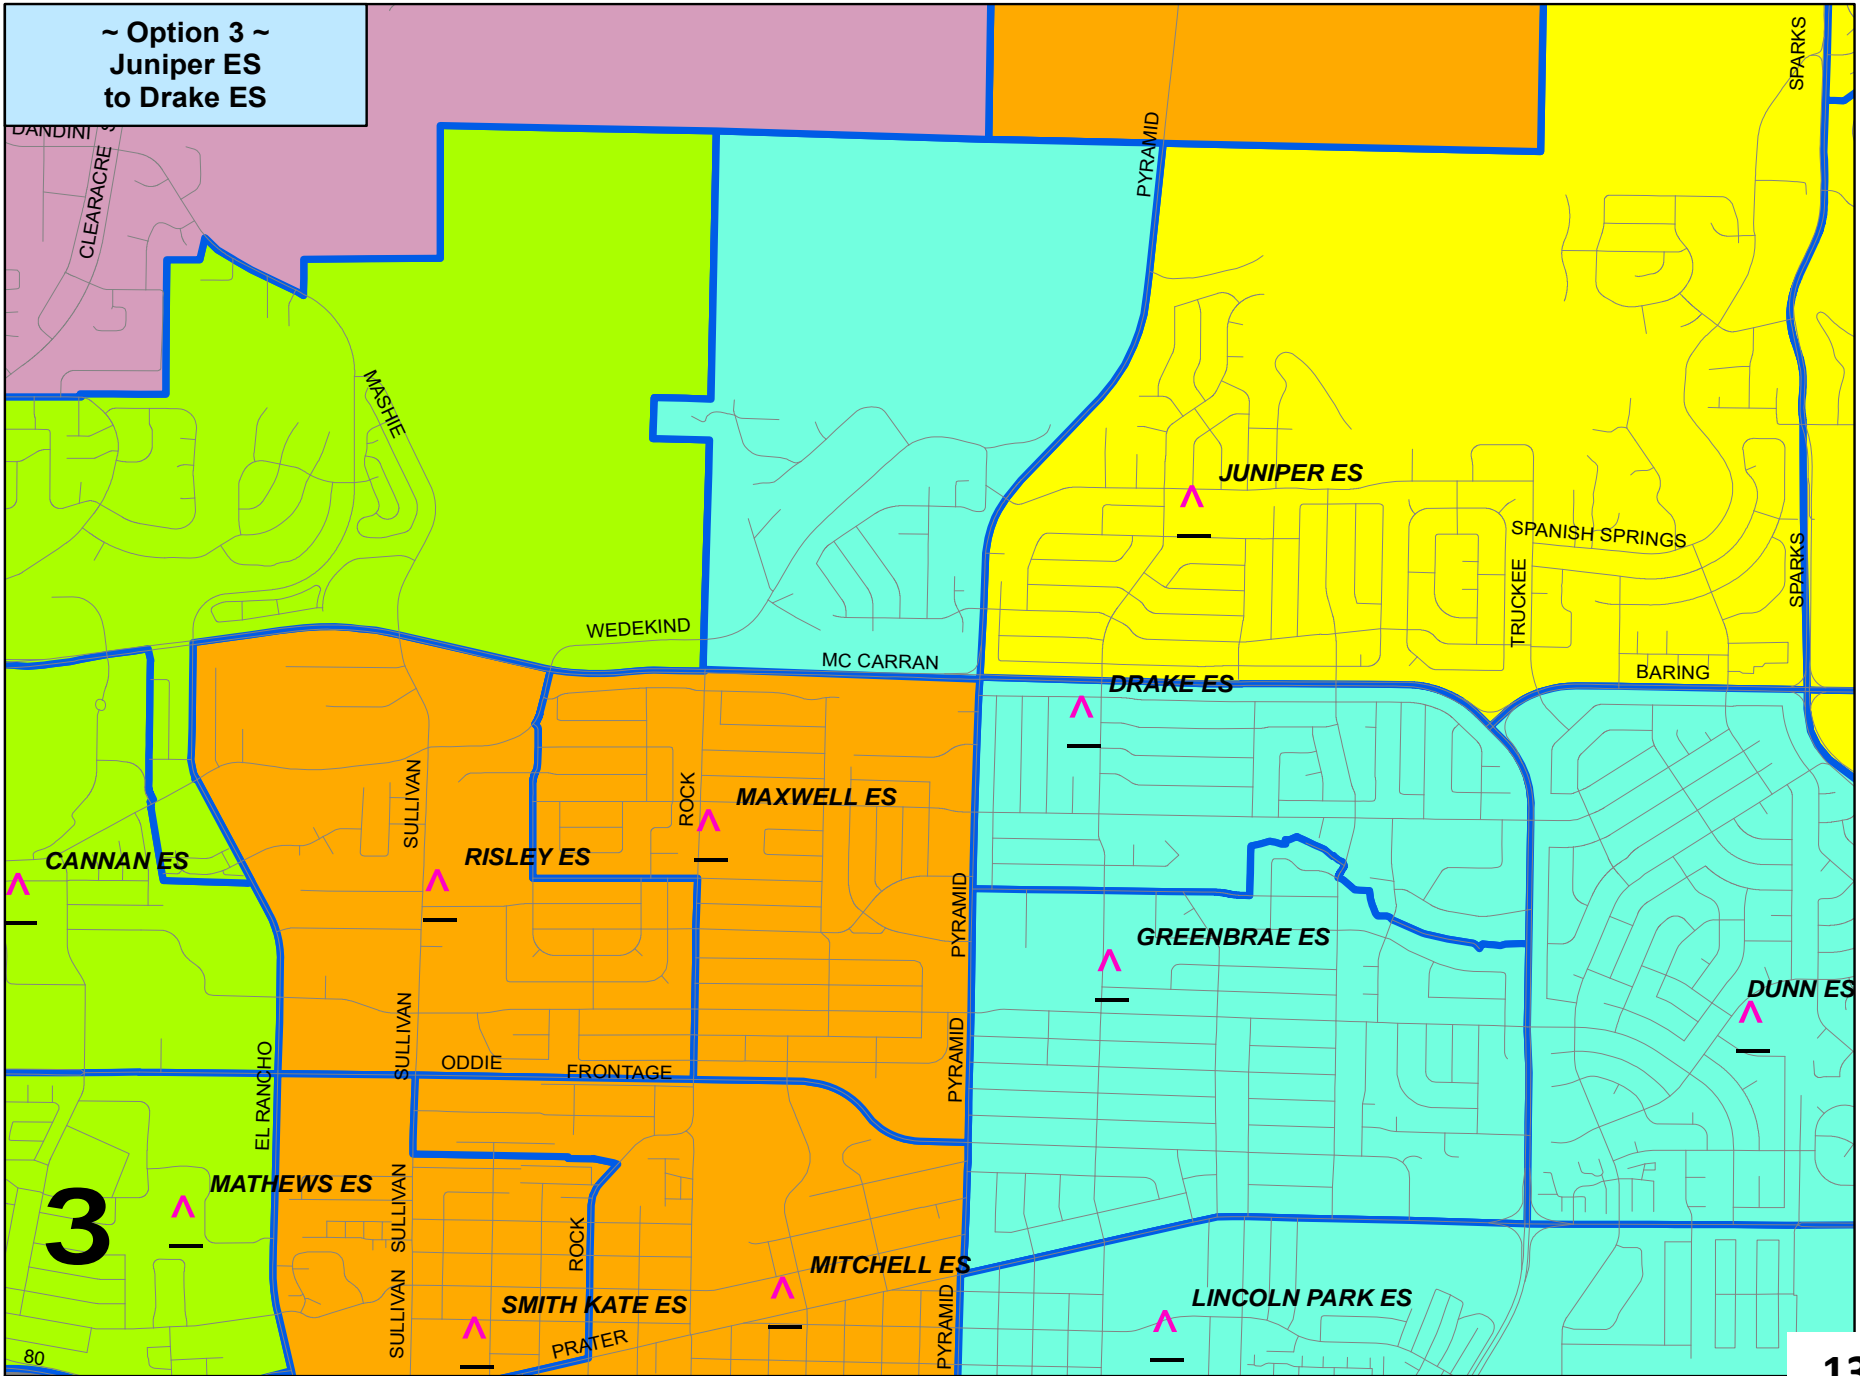 ~ Option 3 ~
Juniper ES
to Drake ES
SPARKS
DANDINI
CLEARACRE
PYRAMID
MASHIE
JUNIPER ES
SPANISH SPRINGS
SPARKS
TRUCKEE
WEDEKIND
MC CARRAN
BARING
DRAKE ES
SULLIVAN
ROCK
MAXWELL ES
CANNAN ES
RISLEY ES
PYRAMID
GREENBRAE ES
DUNN ES
SULLIVAN
PYRAMID
EL RANCHO
ODDIE
FRONTAGE
3
MATHEWS ES
SULLIVAN
ROCK
MITCHELL ES
SMITH KATE ES
LINCOLN PARK ES
SULLIVAN
PRATER
PYRAMID
80
13